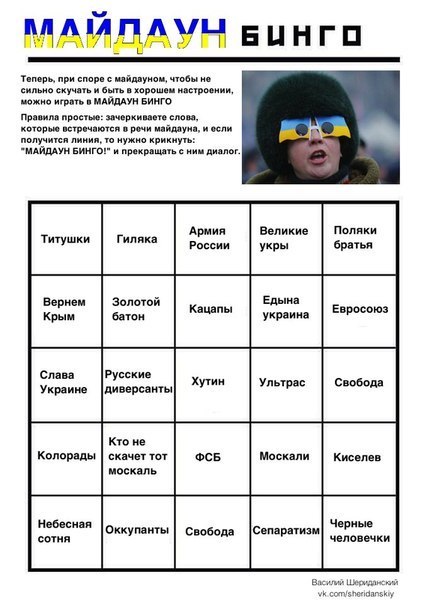 МАЙДАУН БИНГО
Теперь, при споре с майдауном, чтобы не
сильно скучать и быть в хорошем настроении,
можно играть в МАЙДАУН БИНГО
Правила простые: зачеркиваете слова,
которые встречаются в речи майдауна, и если
получится линия, то нужно крикнуть:
"МАЙДАУН БИНГО!" и прекращать с ним диалог.
Титушки
Гиляка
Армия
России
Великие
укры
Поляки
братья
Вернем
Крым
Золотой
батон
Кацапы
Едына
украина
Евросоюз
Слава
Украине
Русские
диверсанты
Хутин
Ультрас
Свобода
Колорады
Кто не
скачет тот
москаль
ФСБ
Москали
Киселев
Небесная
сотня
Оккупанты
Свобода
Сепаратизм
Черные
человечки
Василий Шериданский
vk.com/sheridanskiy